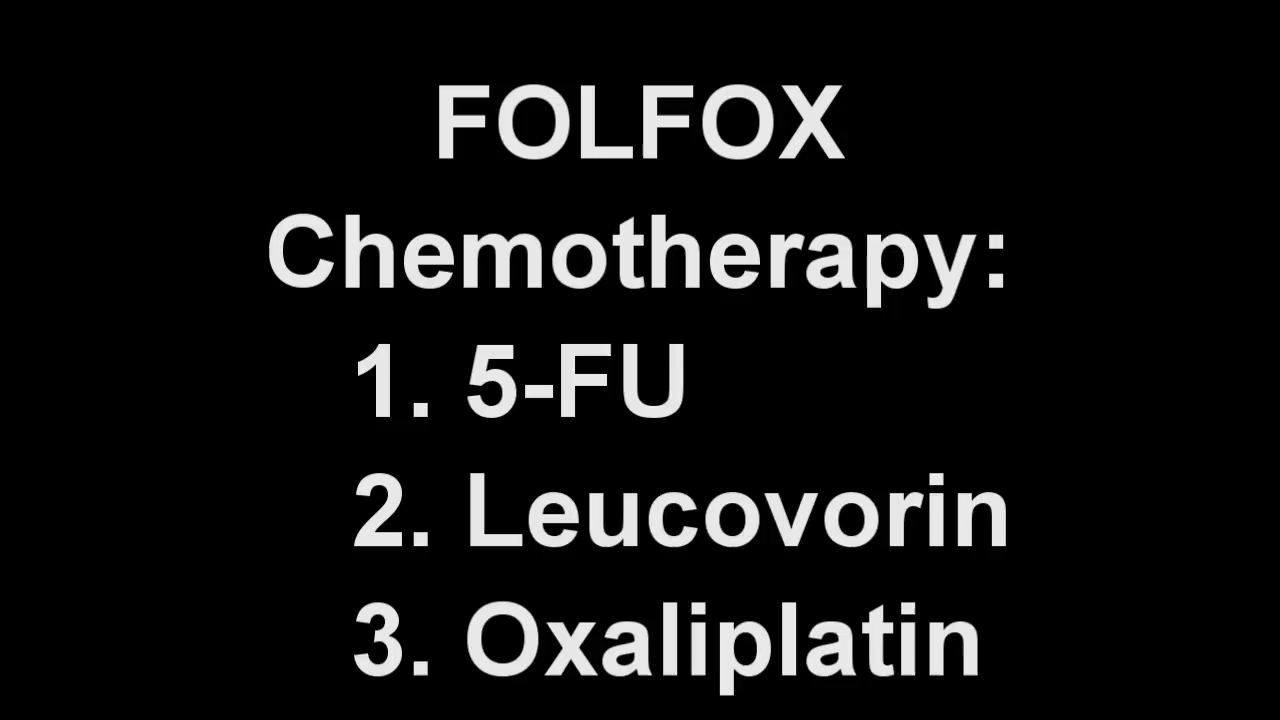 FOLFOX
Chemotherapy:
1. 5-FU
2. Leucovorin
3. Oxaliplatin